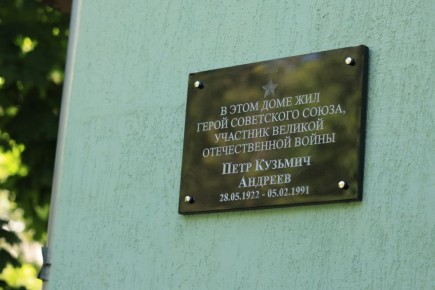 В ЭТОМ ДОМЕ ЖИЛ
ГЕРОЙ СОВЕТСКОГО СОЮЗА,
УЧАСТНИК ВЕЛИКОЙ
ОТЕЧЕСТВЕННОЙ ВОЙНЫ
ПЕТР КУЗЬМИЧ
АНДРЕЕВ
28.05.1922 - 05.02.1991